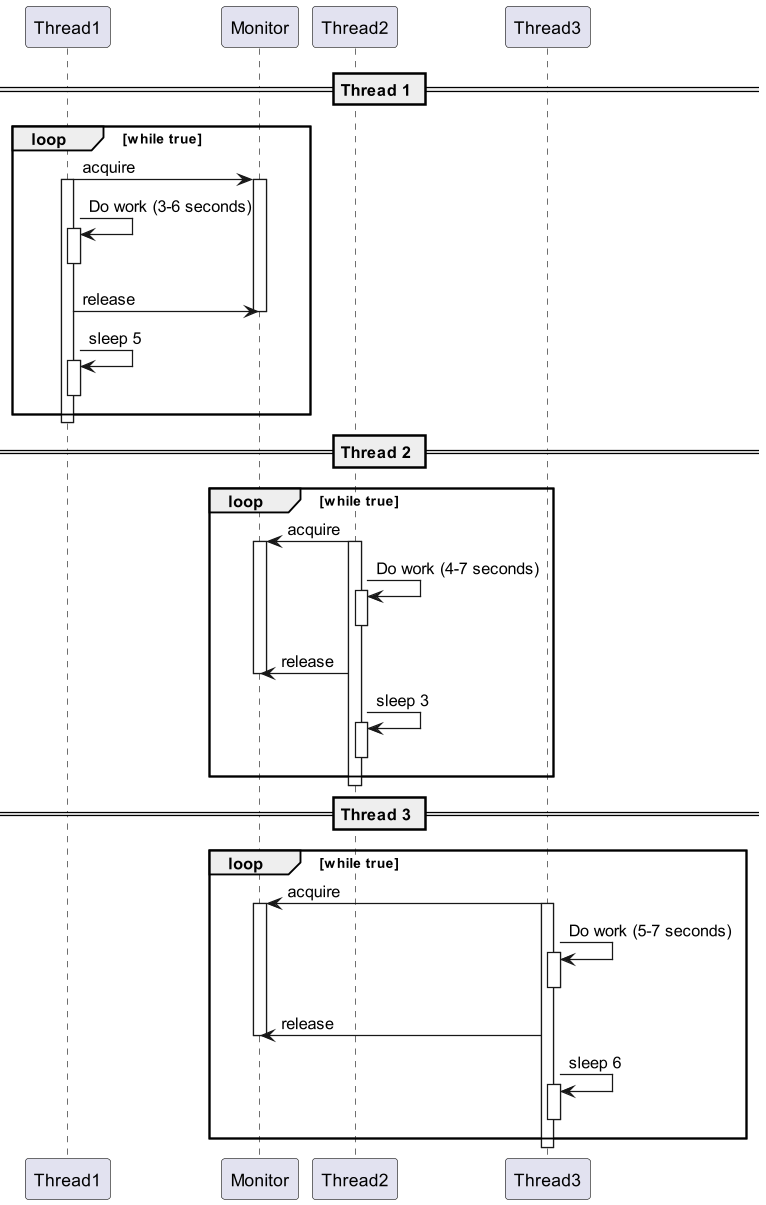 Thread1
Monitor
Thread2
Thread3
Thread 1
loop
[while true]
acquire
Do work (3-6 seconds)
release
sleep 5
Thread 2
loop
[while true]
acquire
Do work (4-7 seconds)
release
sleep 3
Thread 3
loop
[while true]
acquire
Do work (5-7 seconds)
release
sleep 6
Thread1
Monitor
Thread2
Thread3